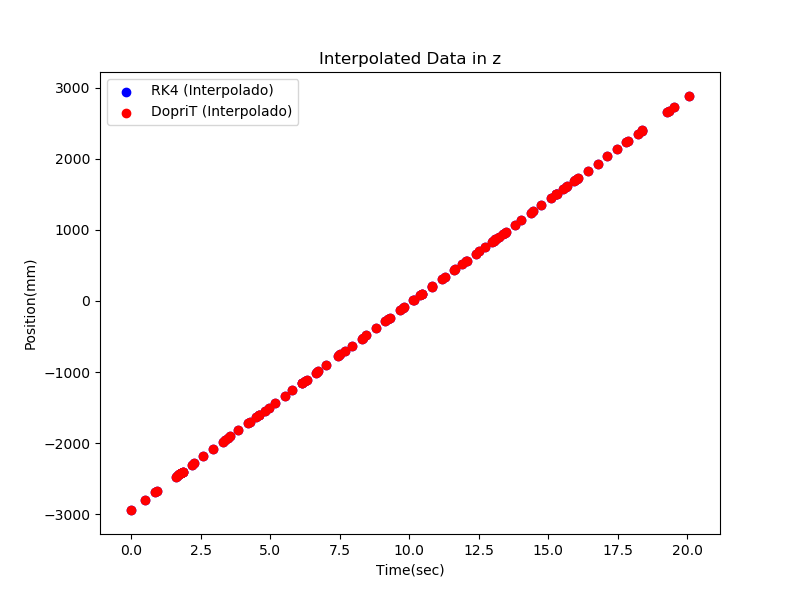 Interpolated Data in z
RK4 (Interpolado)
DopriT (Interpolado)
3000
2000
1000
0
−1000
−2000
−3000
Position(mm)
0.0 2.5 5.0 7.5 10.0 12.5 15.0 17.5 20.0
Time(sec)